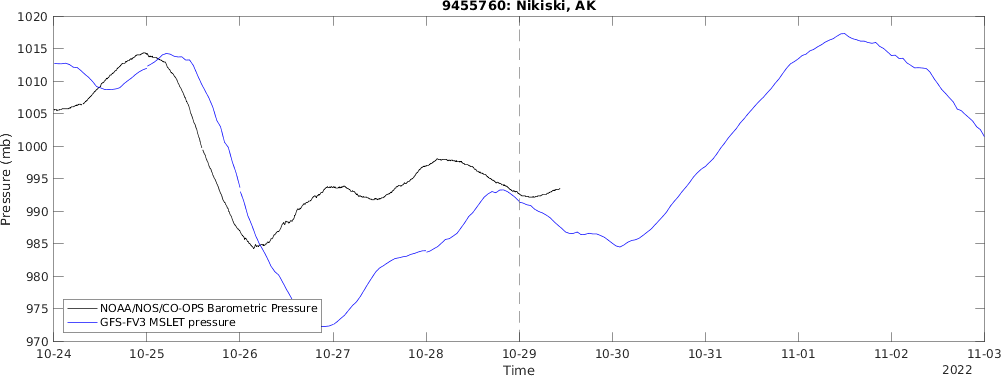 9455760: Nikiski, AK
1020
1015
1010
1005
1000
995
990
985
980
975
970
Pressure (mb)
NOAA/NOS/CO-OPS Barometric Pressure
GFS-FV3 MSLET pressure
10-24 10-25 10-26 10-27 10-28 10-29 10-30 10-31 11-01 11-02 11-03
Time
2022